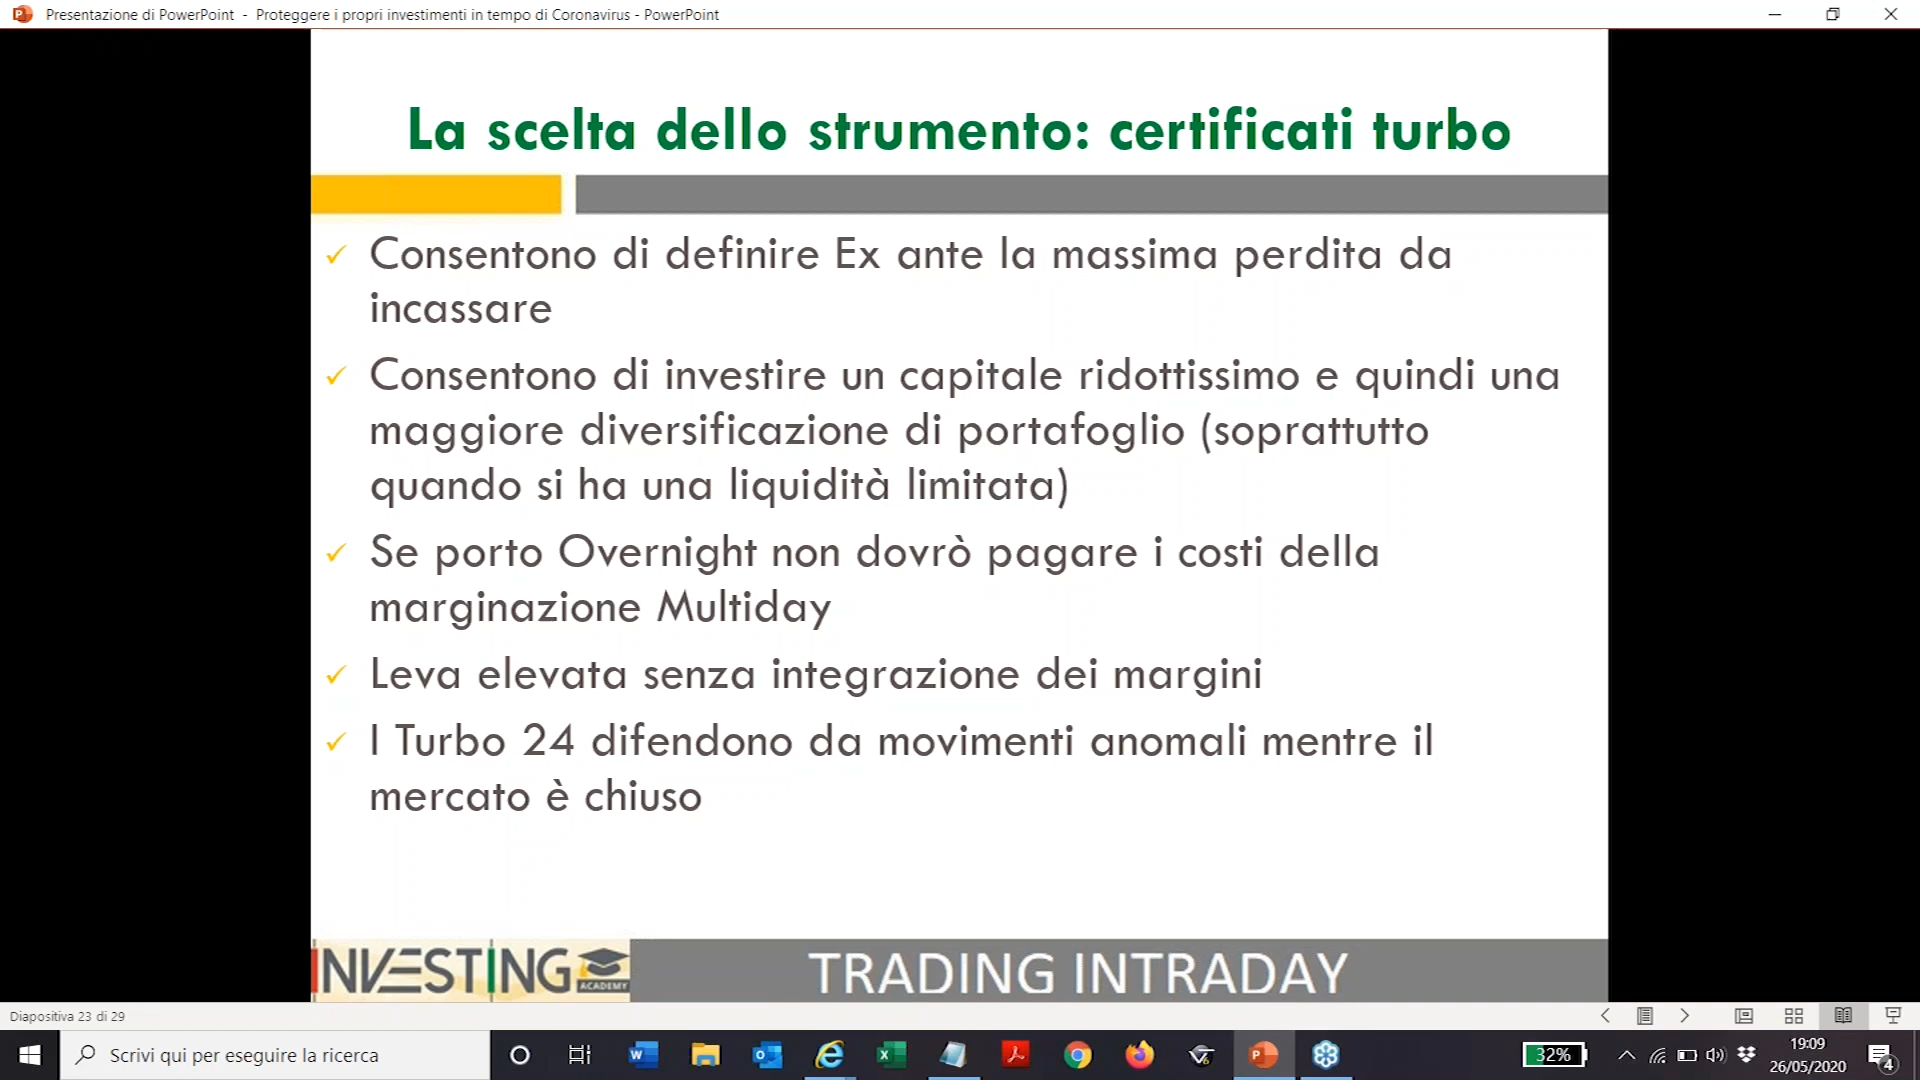 Presentazione di PowerPoint - Proteggere i propri investimenti in tempo di Coronavirus - PowerPoint
La scelta dello strumento: certificati turbo
✓ Consentono di definire Ex ante la massima perdita da
incassare
✓ Consentono di investire un capitale ridottissimo e quindi una
maggiore diversificazione di portafoglio (soprattutto
quando si ha una liquidità limitata)
✓ Se porto Overnight non dovrò pagare i costi della
marginazione Multiday
✓ Leva elevata senza integrazione dei margini
✓ I Turbo 24 difendono da movimenti anomali mentre il
mercato è chiuso
INVESTING
ACADEMY
TRADING INTRADAY
Diapositiva 23 di 29
Scrivi qui per eseguire la ricerca
32%
19:09
26/05/2020
4